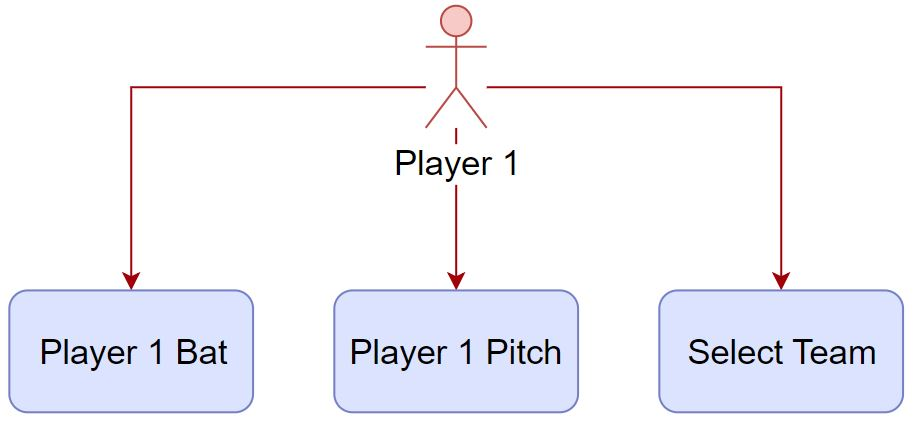 Player 1
Player 1 Bat
Player 1 Pitch
Select Team